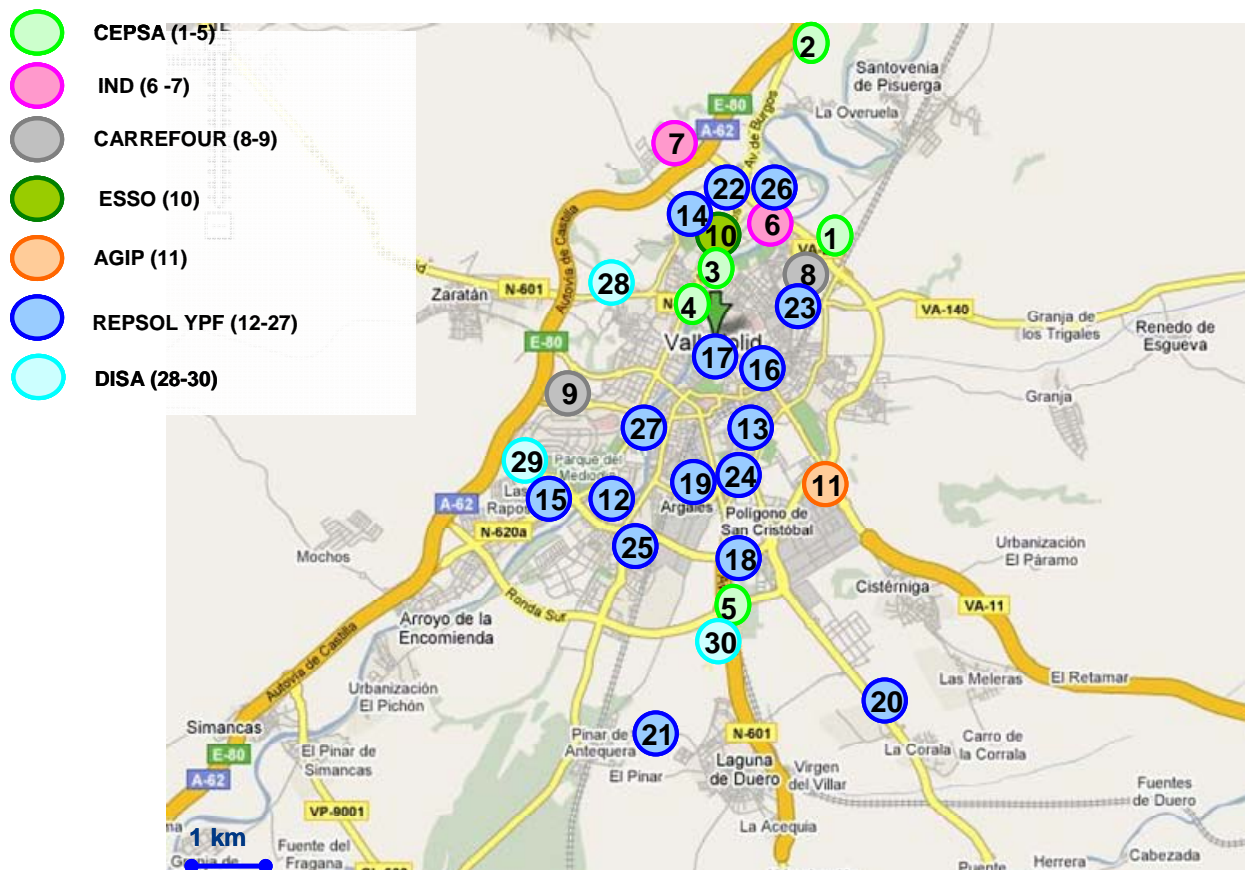 CEPSA (1-5)
IND (6 -7)
CARREFOUR (8-9)
ESSO (10)
AGIP (11)
REPSOL YPF (12-27)
DISA (28-30)
2
Santovenia
de Pisuerga
E-80
La Overuela
A-62
Av. de Burgos
7
22
26
14
10
6
1
Autovía de Castilla
3
8
28
N-601
Zaratán
4
23
VA-140
Granja de
los Trigales
Renedo de
Esgueva
E-80
17
16
9
Granja
27
13
29
Parque del
19
24
11
15
12
Argales
Polígono de
San Cristóbal
A-62
N-620a
Mochos
25
18
Urbanización
El Páramo
Cistérniga
Ronda Sur
5
VA-11
Arroyo de la
Encomienda
30
Autovía de Castilla
Las Meleras
El Retamar
Urbanización
El Pichón
20
Simancas
21
Pinar de
Antequera
N-601
Carro de
la Corrala
La Corala
E-80
El Pinar de
Simancas
El Pinar
Laguna
de Duero
Virgen
del Villar
A-62
Fuentes
de Duero
VP-9001
La Acequia
1 km
Fuente del
Fragana
Herrera
Cabezada